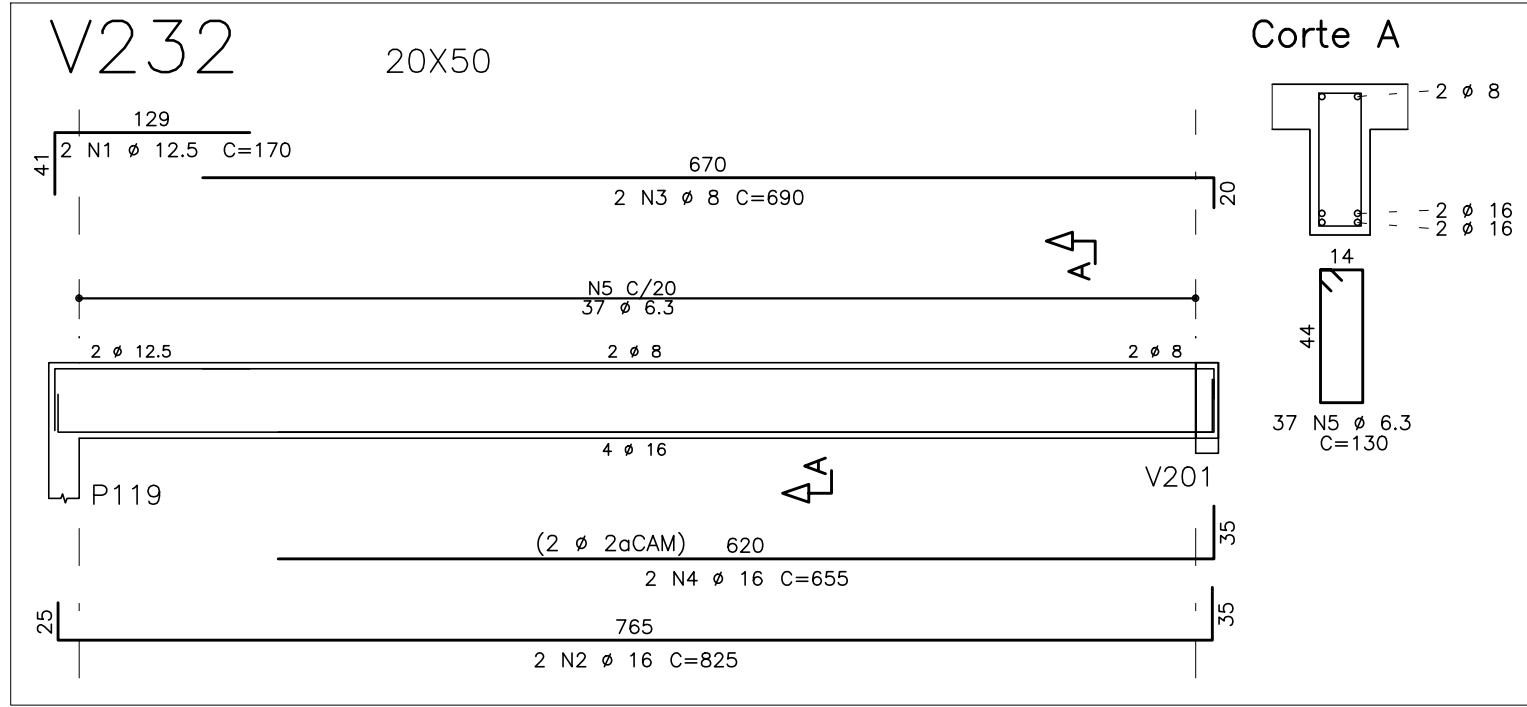 V232 20X50
Corte A
129
2 N1 ø 12.5 C=170
41
670
2 N3 ø 8 C=690
20
2 ø 8
2 ø 16
2 ø 16
A
N5 C/20
37 ø 6.3
14
44
37 N5 ø 6.3
C=130
2 ø 12.5 2 ø 8 2 ø 8
4 ø 16
A
P119
V201
(2 ø 2aCAM) 620
35
2 N4 ø 16 C=655
25
765
35
2 N2 ø 16 C=825